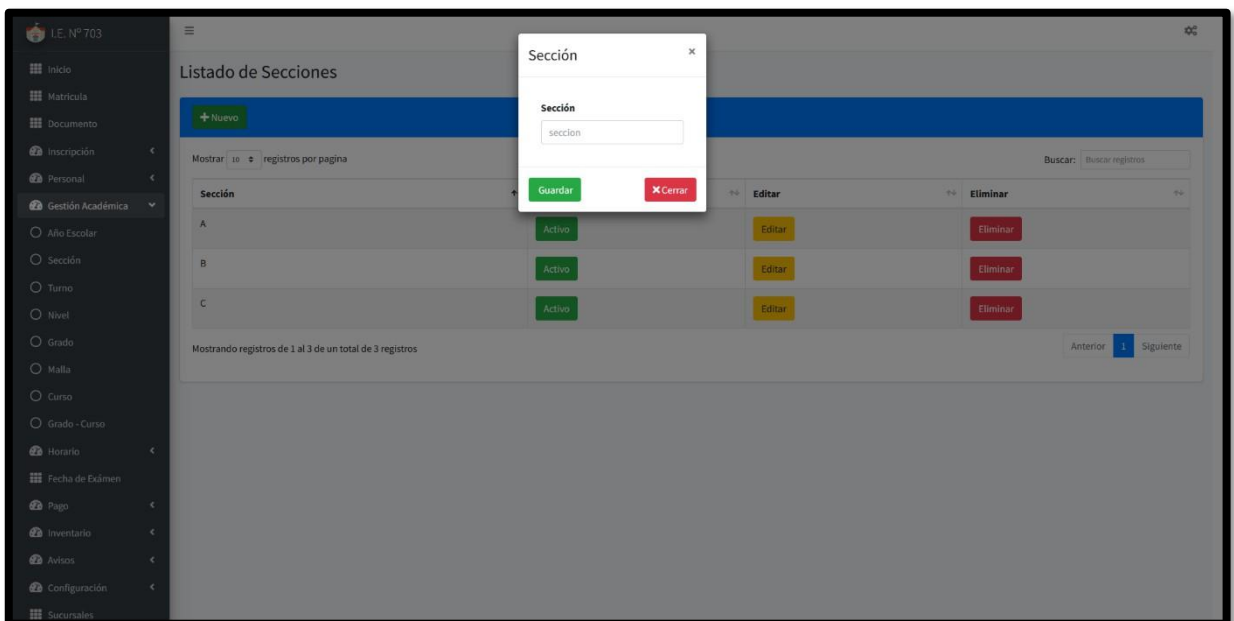 I.E. Nº 703
Inicio
Matricula
Documento
Inscripción
Personal
Gestión Académica
Año Escolar
Sección
Turno
Nivel
Grado
Malla
Curso
Grado - Curso
Horario
Fecha de Exámen
Pago
Inventario
Avisos
Configuración
Sucursales
Listado de Secciones
+ Nuevo
Mostrar 10 registros por pagina
Buscar: Buscar registros
Sección Editar Eliminar
A Activo Editar Eliminar
B Activo Editar Eliminar
C Activo Editar Eliminar
Mostrando registros de 1 al 3 de un total de 3 registros
Anterior 1 Siguiente
Sección ×
Sección
seccion
Guardar ×Cerrar